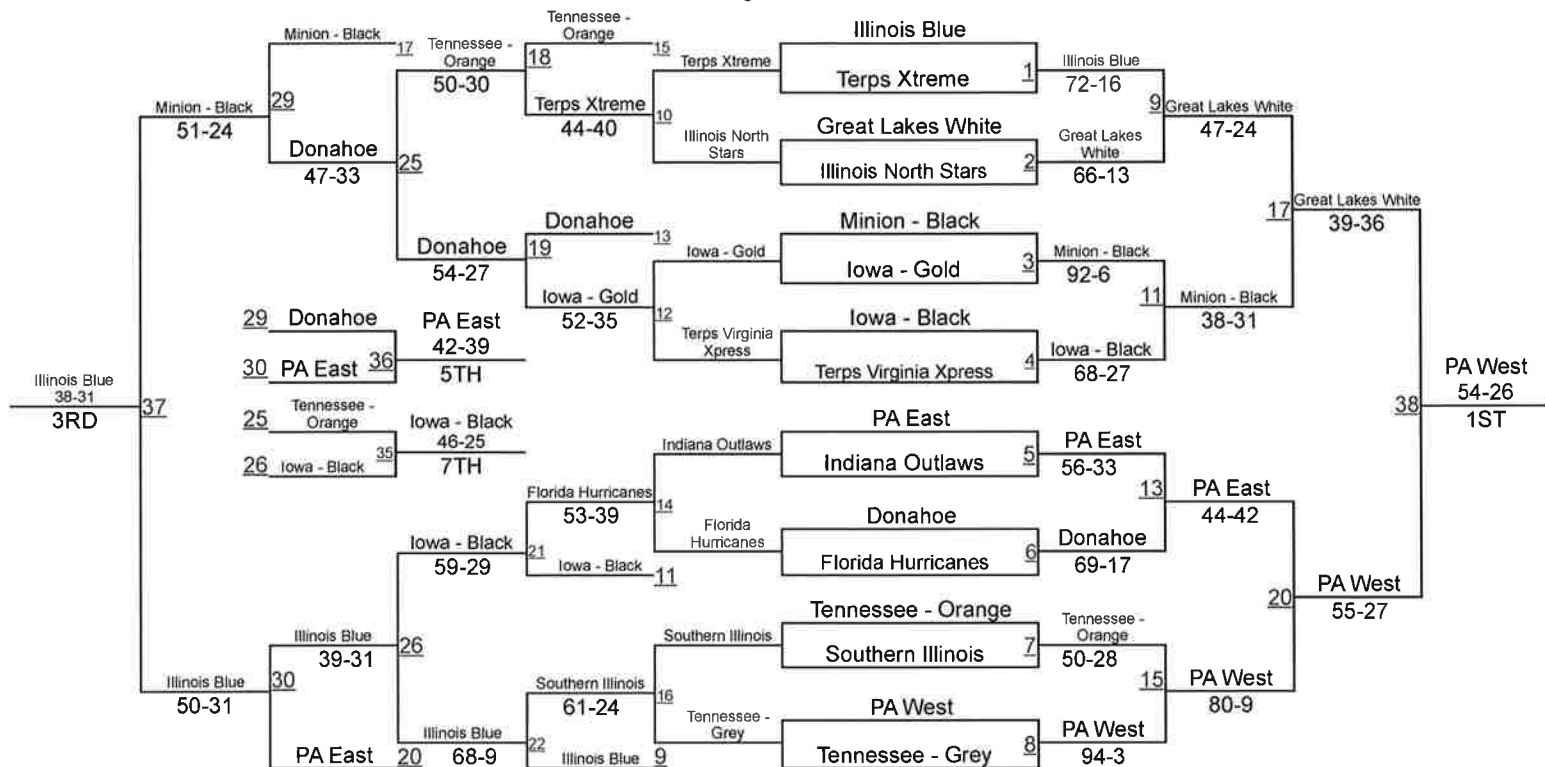 Minion - Black
17
29
Minion - Black
51-24
Donahoe
47-33
25
Tennessee -
Orange
50-30
Tennessee -
Orange
15
18
Terps Xtreme
44-40
10
Terps Xtreme
Illinois North
Stars
Donahoe
54-27
Donahoe
13
19
Iowa - Gold
52-35
12
Iowa - Gold
Terps Virginia
Xpress
29
Donahoe
30
PA East
36
PA East
42-39
5TH
25
Tennessee -
Orange
26
Iowa - Black
35
Iowa - Black
46-25
7TH
Illinois Blue
38-31
3RD
37
Illinois Blue
50-31
30
Illinois Blue
39-31
PA East
20
26
Iowa - Black
59-29
Illinois Blue
68-9
Florida Hurricanes
53-39
21
Iowa - Black
11
Indiana Outlaws
14
Florida
Hurricanes
Southern Illinois
61-24
22
Illinois Blue
9
Southern Illinois
16
Tennessee -
Grey
Illinois Blue
Terps Xtreme
1
Great Lakes White
Illinois North Stars
2
Minion - Black
Iowa - Gold
3
Iowa - Black
Terps Virginia Xpress
4
PA East
Indiana Outlaws
5
Donahoe
Florida Hurricanes
6
Tennessee - Orange
Southern Illinois
7
PA West
Tennessee - Grey
8
Illinois Blue
72-16
9
Great Lakes
White
66-13
Great Lakes White
47-24
Minion - Black
92-6
11
Iowa - Black
68-27
Minion - Black
38-31
17
Great Lakes White
39-36
PA East
56-33
13
Donahoe
69-17
PA East
44-42
Tennessee -
Orange
50-28
15
PA West
94-3
PA West
80-9
20
PA West
55-27
38
PA West
54-26
1ST